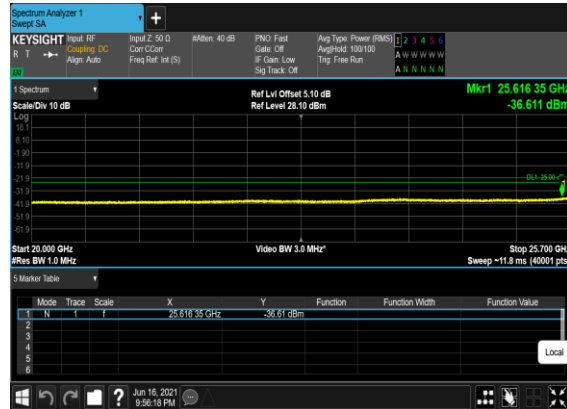 Spectrum Analyzer 1
Swept SA
+
KEYSIGHT Input: RF Input Z: 50 Ω #Atten: 40 dB PNO: Fast Avg Type: Power (RMS) 1 2 3 4 5 6
R T Coupling: DC Corr CCorr Gate: Off Avg|Hold: 100/100 A W W W W W
Align: Auto Freq Ref: Int (S) IF Gain: Low Trig: Free Run
Sig Track: Off A N N N N N
1 Spectrum Ref Lvl Offset 5.10 dB Mkr1 25.616 35 GHz
Scale/Div 10 dB Ref Level 28.10 dBm -36.611 dBm
Log
18.1
8.10
-1.90
-11.9
-21.9 DL1 -25.00
-31.9
-41.9
-51.9
-61.9
Start 20.000 GHz Video BW 3.0 MHz* Stop 25.700 GHz
#Res BW 1.0 MHz Sweep ~11.8 ms (40001 pts)
5 Marker Table
Mode Trace Scale X Y Function Function Width Function Value
1 N 1 f 25.616 35 GHz -36.61 dBm
2
3
4
5
6
Local
? Jun 16, 2021
9:56:18 PM